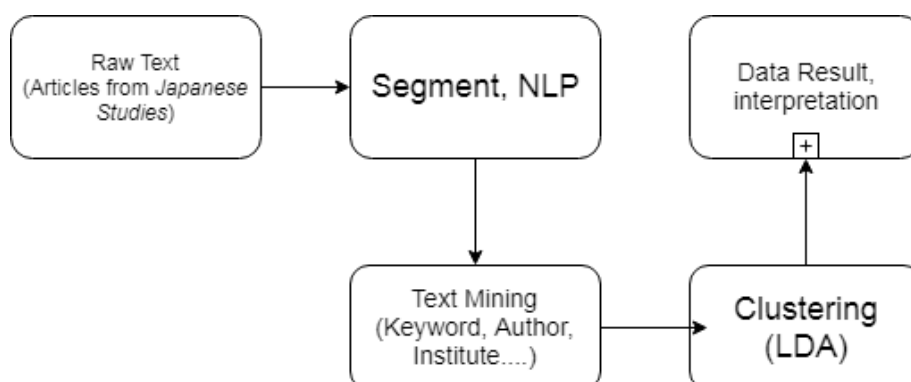 Raw Text
(Articles from Japanese
Studies)
Segment, NLP
Text Mining
(Keyword, Author,
Institute....)
Clustering
(LDA)
Data Result,
interpretation
+